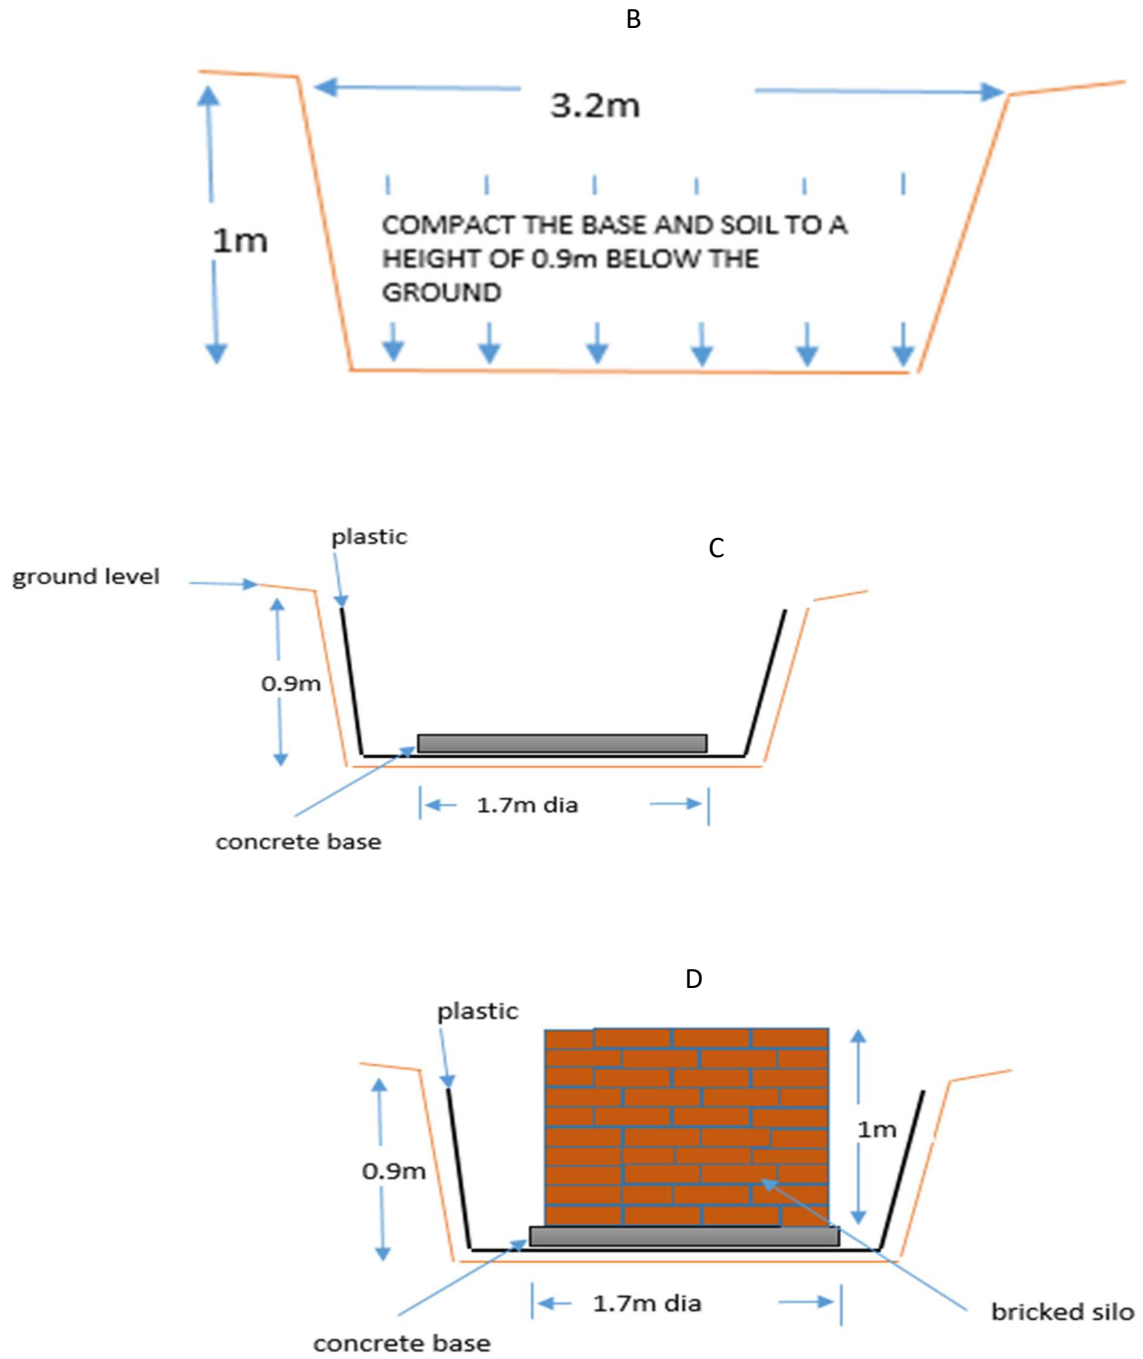 B
3.2m
1m
COMPACT THE BASE AND SOIL TO A
HEIGHT OF 0.9m BELOW THE
GROUND
plastic
C
ground level
0.9m
1.7m dia
concrete base
D
plastic
1m
0.9m
1.7m dia
bricked silo
concrete base